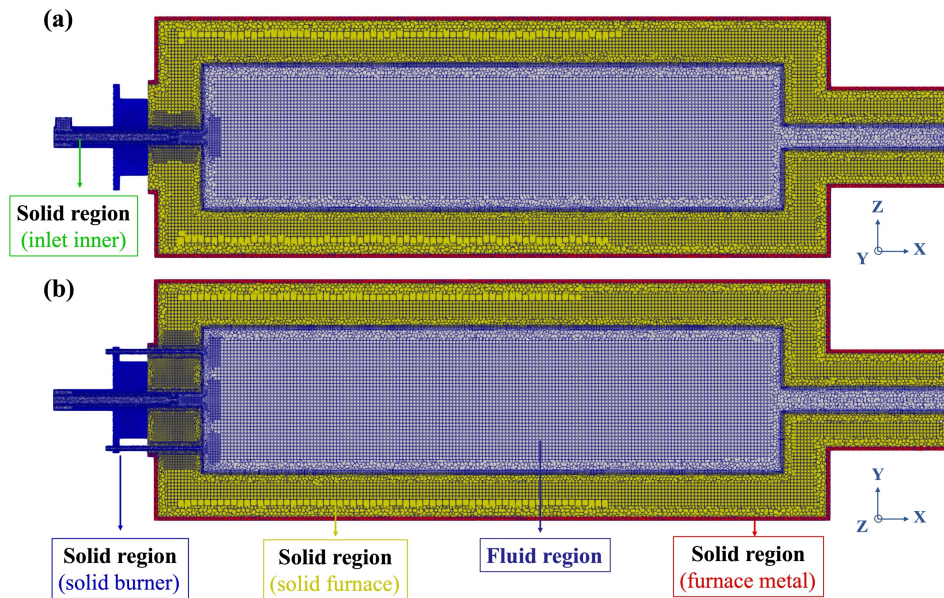 (a)
Solid region
(inlet inner)
Z
Y
X
(b)
Y
Z
X
Solid region
(solid burner)
Solid region
(solid furnace)
Fluid region
Solid region
(furnace metal)